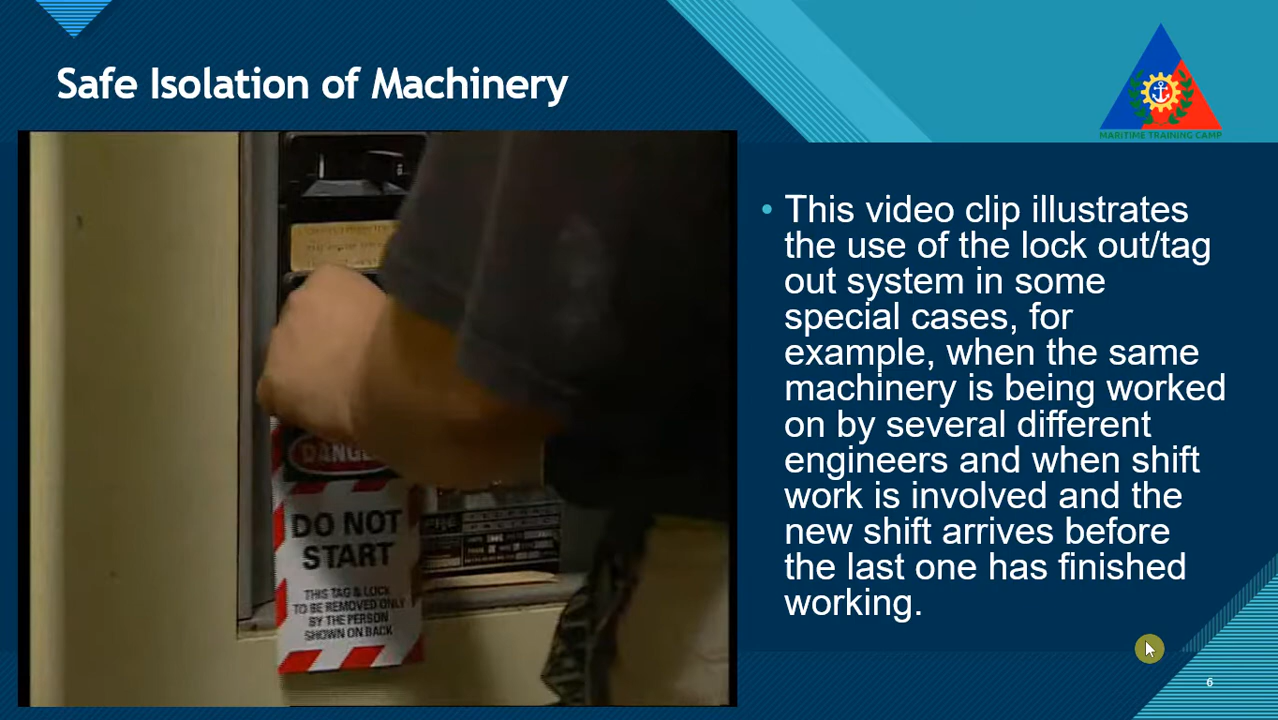 Safe Isolation of Machinery
MARITIME TRAINING CAMP
• This video clip illustrates
the use of the lock out/tag
out system in some
special cases, for
example, when the same
machinery is being worked
on by several different
engineers and when shift
work is involved and the
new shift arrives before
the last one has finished
working.
DO NOT
START
THIS TAG & LOCK
TO BE REMOVED ONLY
BY THE PERSON
SHOWN ON BACK
6